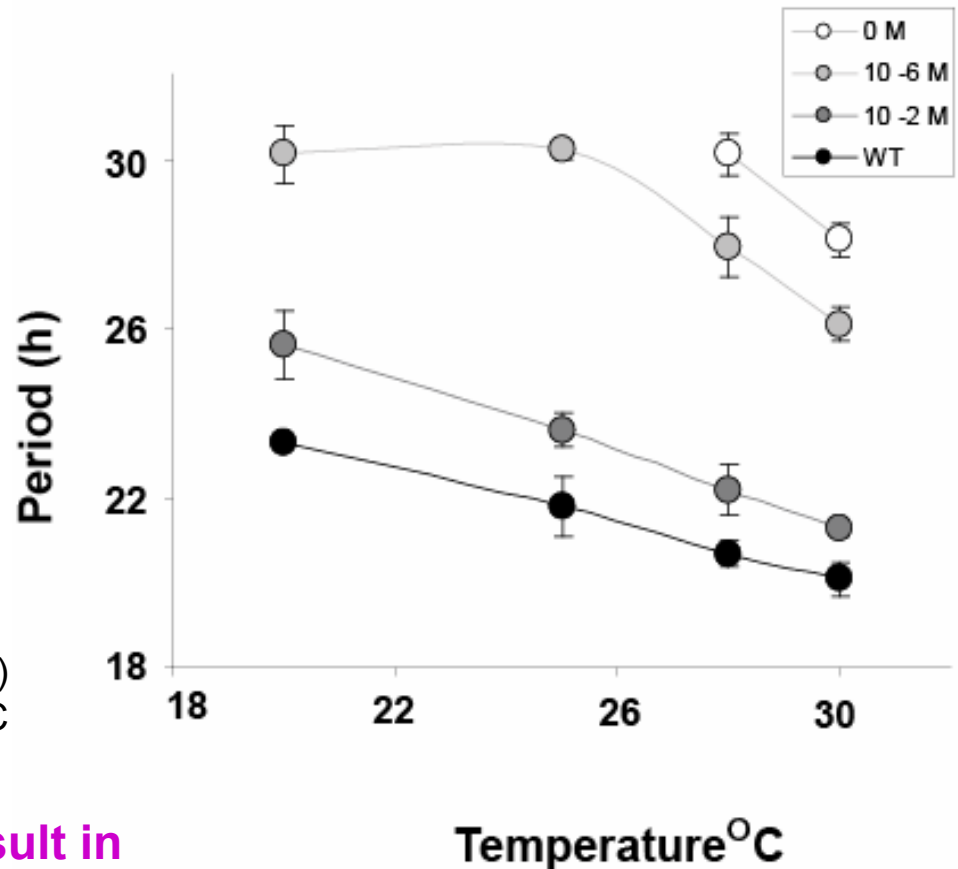 0 M
10 -6 M
10 -2 M
WT
30
26
22
18
Period (h)
18 22 26 30
Temperature°C
)
C
sult in